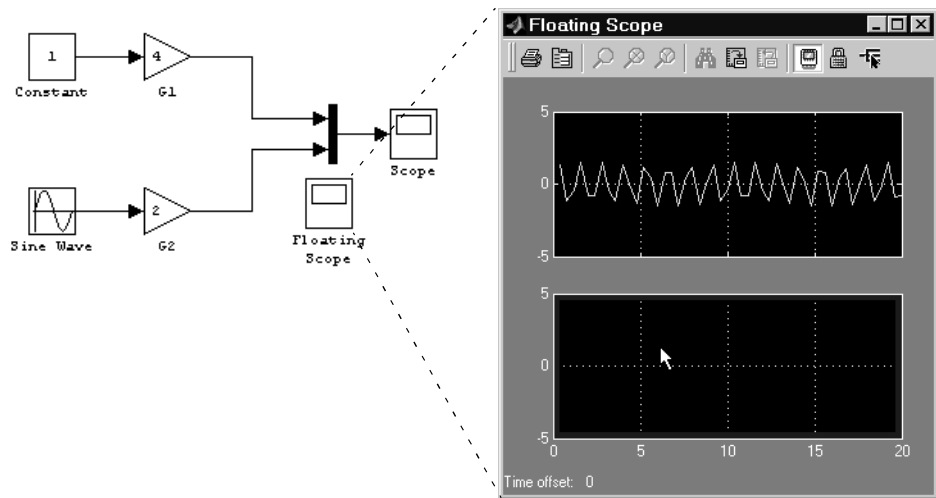 1
Constant
4
G1
Sine Wave
2
G2
Scope
Floating
Scope
Floating Scope
5
0
-5
5
0
-5
0
5
10
15
20
Time offset: 0